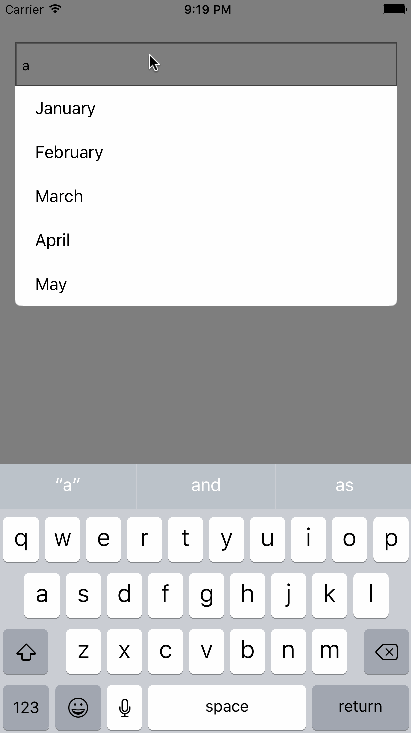 Carrier 9:19 PM
a
January
February
March
April
May
“a” and as
q w e r t y u i o p
a s d f g h j k l
z x c v b n m
123 space return